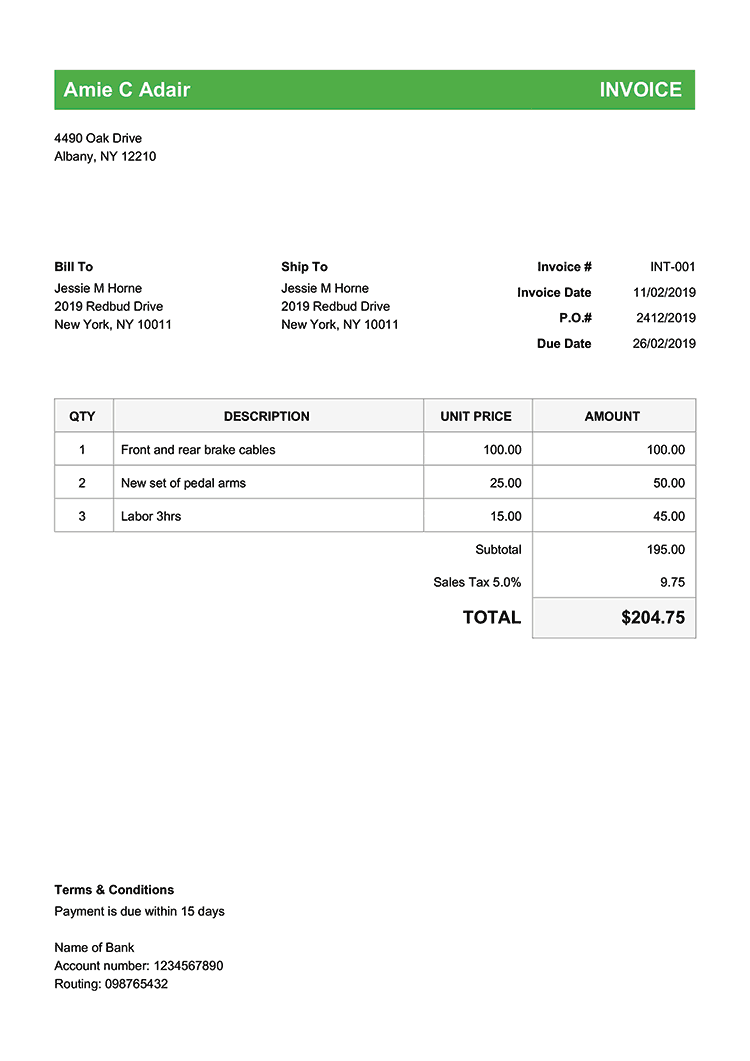 Amie C Adair INVOICE
4490 Oak Drive
Albany, NY 12210
Bill To Ship To Invoice # INT-001
Jessie M Horne Jessie M Horne Invoice Date 11/02/2019
2019 Redbud Drive 2019 Redbud Drive P.O.# 2412/2019
New York, NY 10011 New York, NY 10011 Due Date 26/02/2019
QTY DESCRIPTION UNIT PRICE AMOUNT
1 Front and rear brake cables 100.00 100.00
2 New set of pedal arms 25.00 50.00
3 Labor 3hrs 15.00 45.00
Subtotal 195.00
Sales Tax 5.0% 9.75
TOTAL $204.75
Terms & Conditions
Payment is due within 15 days
Name of Bank
Account number: 1234567890
Routing: 098765432